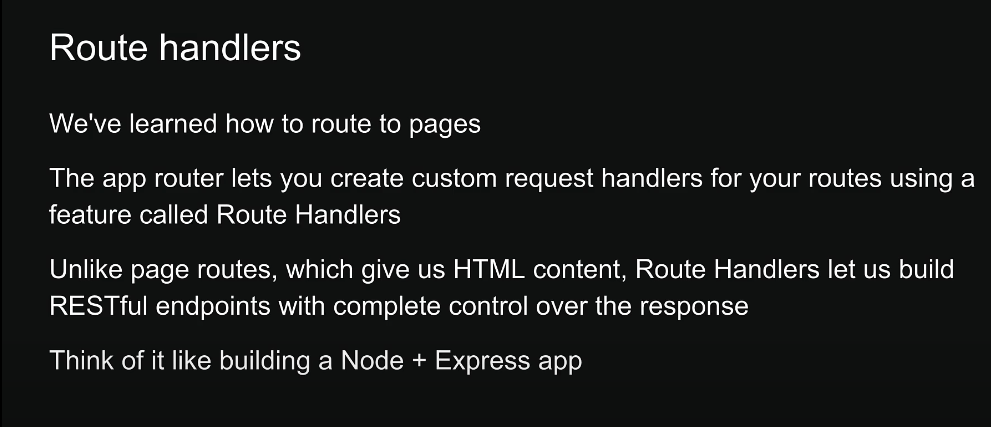 Route handlers
We've learned how to route to pages
The app router lets you create custom request handlers for your routes using a
feature called Route Handlers
Unlike page routes, which give us HTML content, Route Handlers let us build
RESTful endpoints with complete control over the response
Think of it like building a Node + Express app